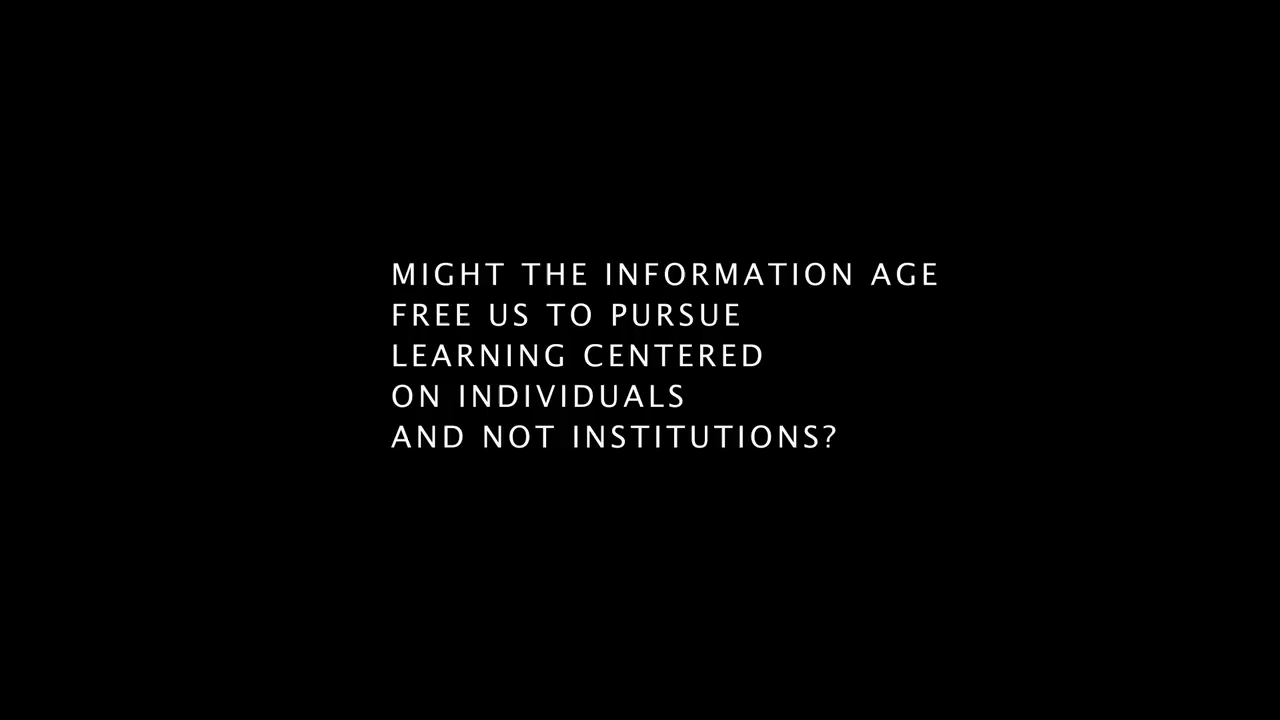 MIGHT THE INFORMATION AGE
FREE US TO PURSUE
LEARNING CENTERED
ON INDIVIDUALS
AND NOT INSTITUTIONS?